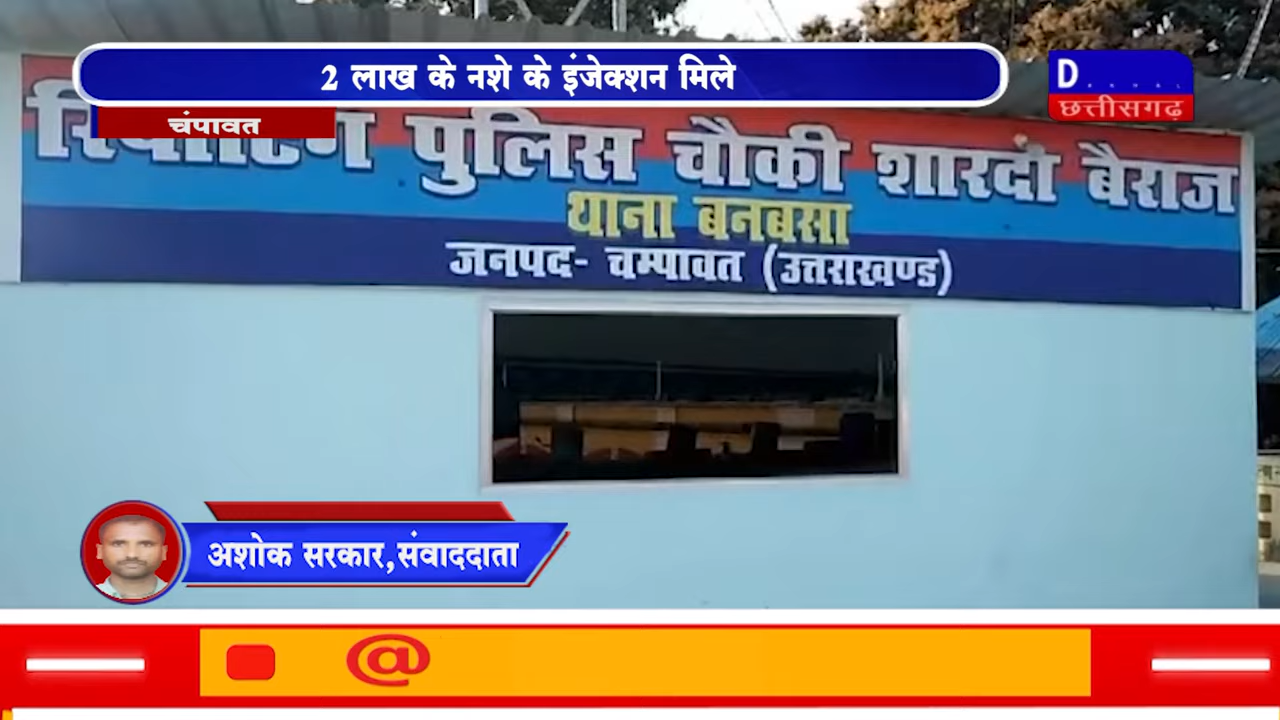 2 लाख के नशे के इंजेक्शन मिले
D.....
छत्तीसगढ़
चंपावत
रिपोर्टिंग पुलिस चौकी शारदा बैराज
थाना बनबसा
जनपद- चम्पावत (उत्तराखण्ड)
अशोक सरकार,संवाददाता
@